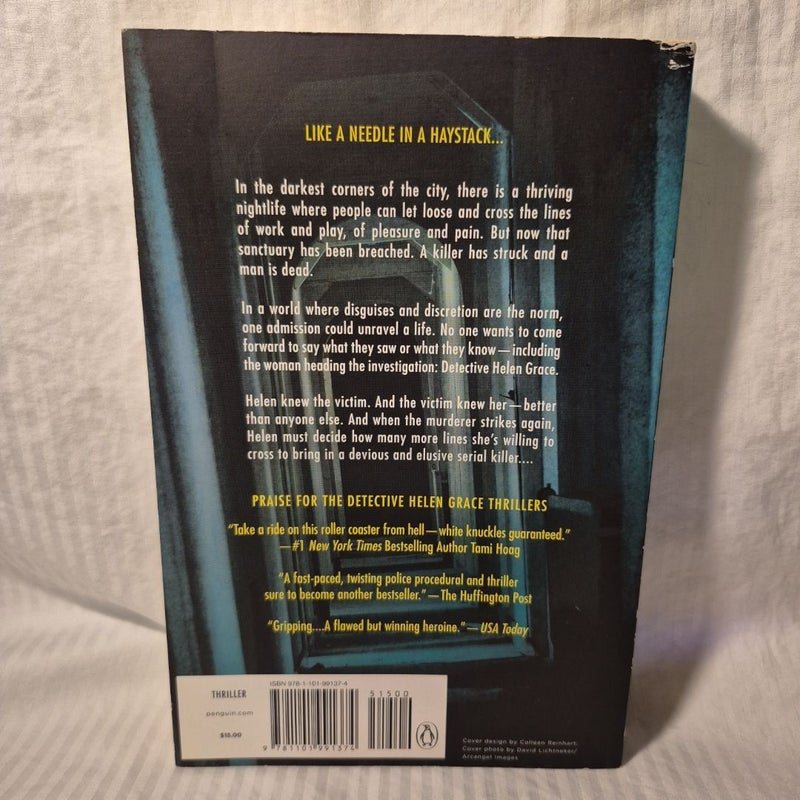 LIKE A NEEDLE IN A HAYSTACK...
In the darkest corners of the city, there is a thriving
nightlife where people can let loose and cross the lines
of work and play, of pleasure and pain. But now that
sanctuary has been breached. A killer has struck and a
man is dead.
In a world where disguises and discretion are the norm,
one admission could unravel a life. No one wants to come
forward to say what they saw or what they know—including
the woman heading the investigation: Detective Helen Grace.
Helen knew the victim. And the victim knew her—better
than anyone else. And when the murderer strikes again,
Helen must decide how many more lines she's willing to
cross to bring in a devious and elusive serial killer....
PRAISE FOR THE DETECTIVE HELEN GRACE THRILLERS
“Take a ride on this roller coaster from hell—white knuckles guaranteed.”
—#1 New York Times Bestselling Author Tami Hoag
“A fast-paced, twisting police procedural and thriller
sure to become another bestseller.”—The Huffington Post
“Gripping....A flawed but winning heroine.”—USA Today
THRILLER
penguin.com
$15.00
ISBN 978-1-101-99137-4
51500
9 781101 991374
Cover design by Colleen Reinhart;
Cover photo by David Lichtneker/
Arcangel Images